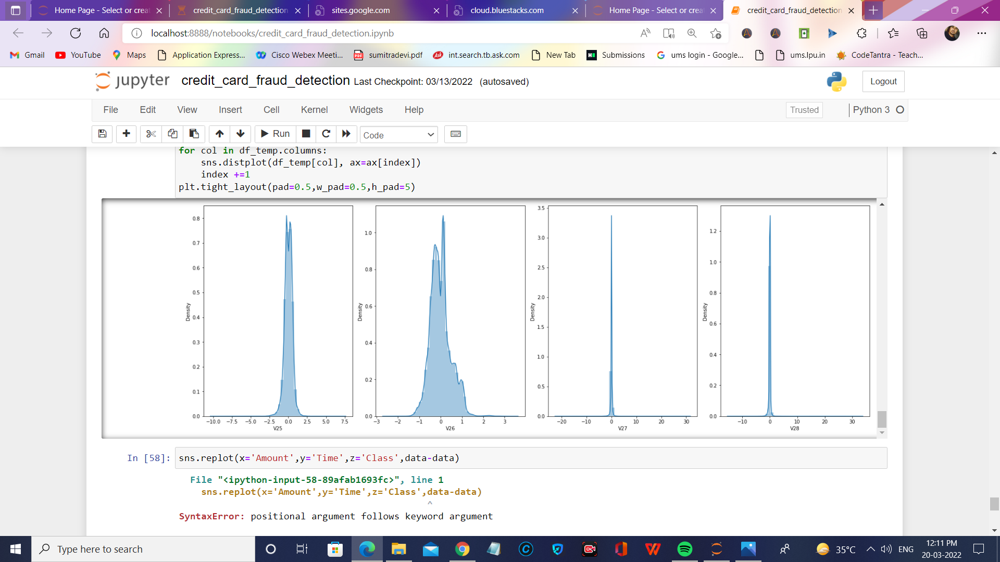 Home Page - Select or creat
credit_card_fraud_detection
sites.google.com
cloud.bluestacks.com
Home Page - Select or creat
credit_card_fraud_detection
localhost:8888/notebooks/credit_card_fraud_detection.ipynb
Gmail YouTube Maps Application Express... Cisco Webex Meeti... sumitradevi.pdf int.search.tb.ask.com New Tab Submissions ums login - Google... ums.lpu.in CodeTantra - Teach...
jupyter credit_card_fraud_detection Last Checkpoint: 03/13/2022 (autosaved) Logout
File Edit View Insert Cell Kernel Widgets Help Trusted Python 3
Run Code
for col in df_temp.columns:
    sns.distplot(df_temp[col], ax=ax[index])
    index +=1
plt.tight_layout(pad=0.5,w_pad=0.5,h_pad=5)
0.8
0.7
0.6
0.5
0.4
0.3
0.2
0.1
0.0
Density
−10.0 −7.5 −5.0 −2.5 0.0 2.5 5.0 7.5
V25
1.0
0.8
0.6
0.4
0.2
0.0
Density
−3 −2 −1 0 1 2 3
V26
3.5
3.0
2.5
2.0
1.5
1.0
0.5
0.0
Density
−20 −10 0 10 20 30
V27
1.2
1.0
0.8
0.6
0.4
0.2
0.0
Density
−10 0 10 20 30
V28
In [58]: sns.replot(x='Amount',y='Time',z='Class',data-data)
File "<ipython-input-58-89afab1693fc>", line 1
sns.replot(x='Amount',y='Time',z='Class',data-data)
^
SyntaxError: positional argument follows keyword argument
Type here to search
35°C ENG
12:11 PM
20-03-2022